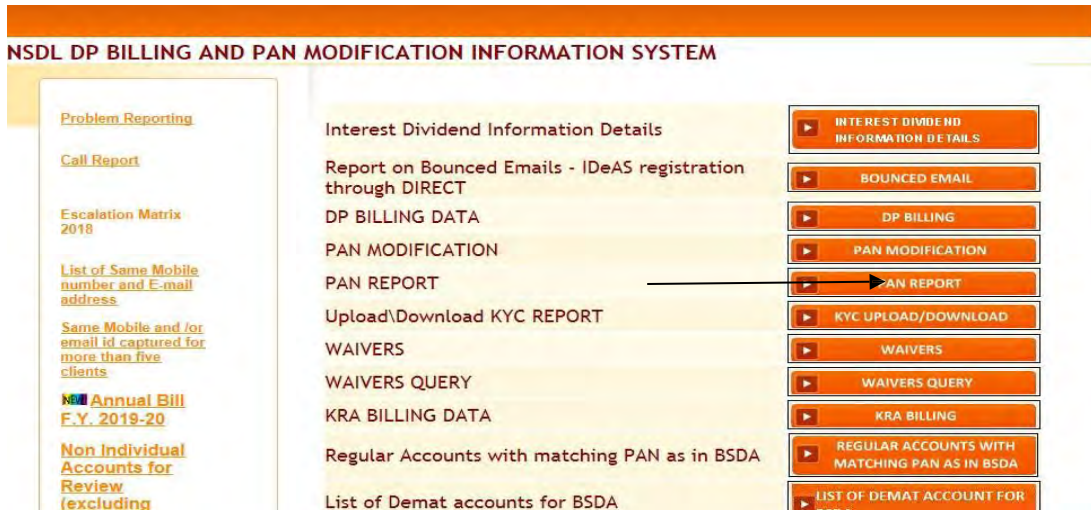 NSDL DP BILLING AND PAN MODIFICATION INFORMATION SYSTEM
Problem Reporting
Call Report
Escalation Matrix
2018
List of Same Mobile
number and E-mail
address
Same Mobile and /or
email id captured for
more than five
clients
NEW Annual Bill
F.Y. 2019-20
Non Individual
Accounts for
Review
(excluding
Interest Dividend Information Details
INTEREST DIVIDEND
INFORMATION DETAILS
Report on Bounced Emails - IDeAS registration
through DIRECT
BOUNCED EMAIL
DP BILLING DATA
DP BILLING
PAN MODIFICATION
PAN MODIFICATION
PAN REPORT
PAN REPORT
Upload\Download KYC REPORT
KYC UPLOAD/DOWNLOAD
WAIVERS
WAIVERS
WAIVERS QUERY
WAIVERS QUERY
KRA BILLING DATA
KRA BILLING
Regular Accounts with matching PAN as in BSDA
REGULAR ACCOUNTS WITH
MATCHING PAN AS IN BSDA
List of Demat accounts for BSDA
LIST OF DEMAT ACCOUNT FOR